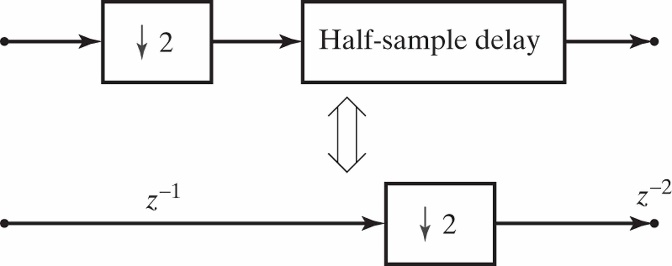 ↓ 2 Half-sample delay
z⁻¹ ↓ 2 z⁻²